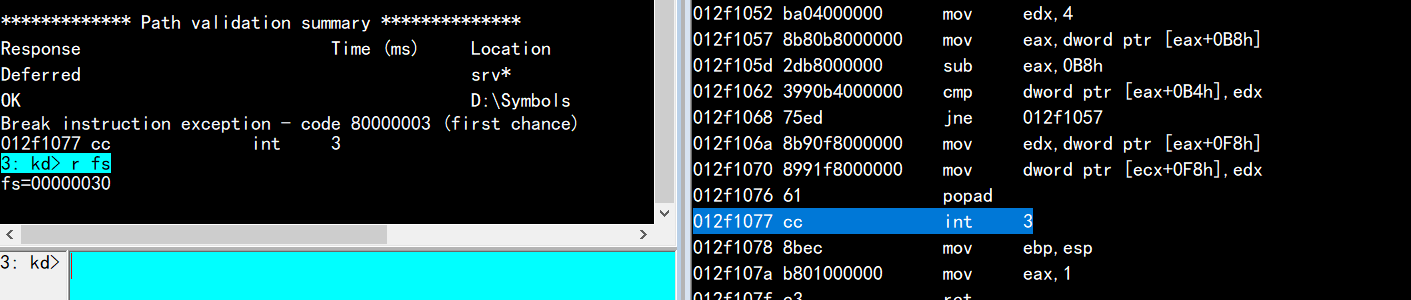 ************* Path validation summary **************
Response Time (ms) Location
Deferred srv*
OK D:\Symbols
Break instruction exception - code 80000003 (first chance)
012f1077 cc int 3
3: kd> r fs
fs=00000030
3: kd>
012f1052 ba04000000 mov edx,4
012f1057 8b80b8000000 mov eax,dword ptr [eax+0B8h]
012f105d 2db8000000 sub eax,0B8h
012f1062 3990b4000000 cmp dword ptr [eax+0B4h],edx
012f1068 75ed jne 012f1057
012f106a 8b90f8000000 mov edx,dword ptr [eax+0F8h]
012f1070 8991f8000000 mov dword ptr [ecx+0F8h],edx
012f1076 61 popad
012f1077 cc int 3
012f1078 8bec mov ebp,esp
012f107a b801000000 mov eax,1
012f107f c3 ret